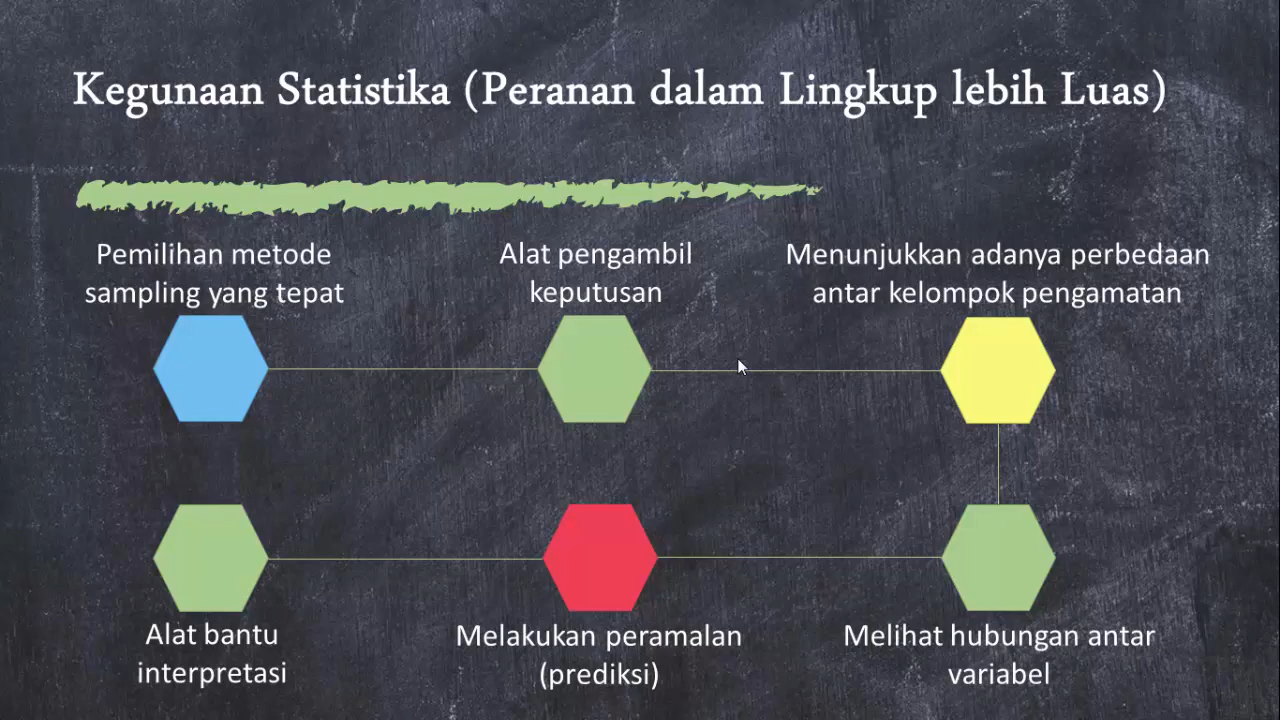 Kegunaan Statistika (Peranan dalam Lingkup lebih Luas)
Pemilihan metode
sampling yang tepat
Alat pengambil
keputusan
Menunjukkan adanya perbedaan
antar kelompok pengamatan
Alat bantu
interpretasi
Melakukan peramalan
(prediksi)
Melihat hubungan antar
variabel